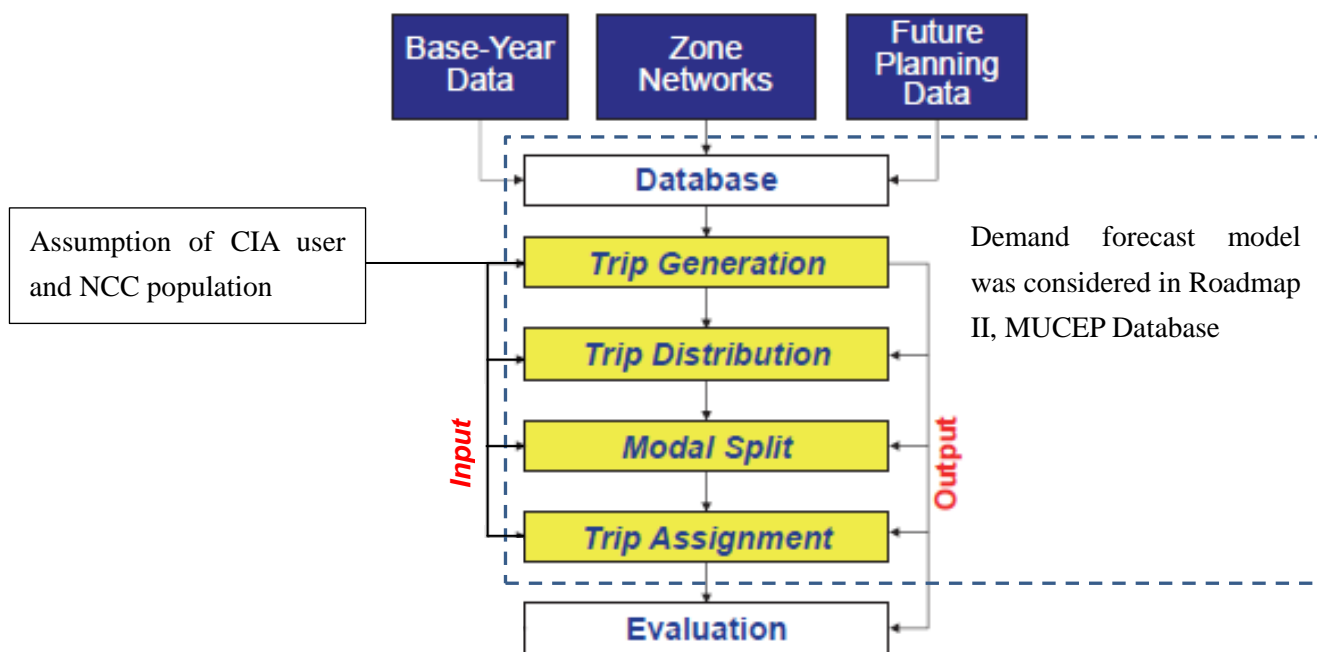 Base-Year
Data
Zone
Networks
Future
Planning
Data
Database
Assumption of CIA user
and NCC population
Trip Generation
Demand forecast model
was considered in Roadmap
II, MUCEP Database
Trip Distribution
Input
Modal Split
Output
Trip Assignment
Evaluation